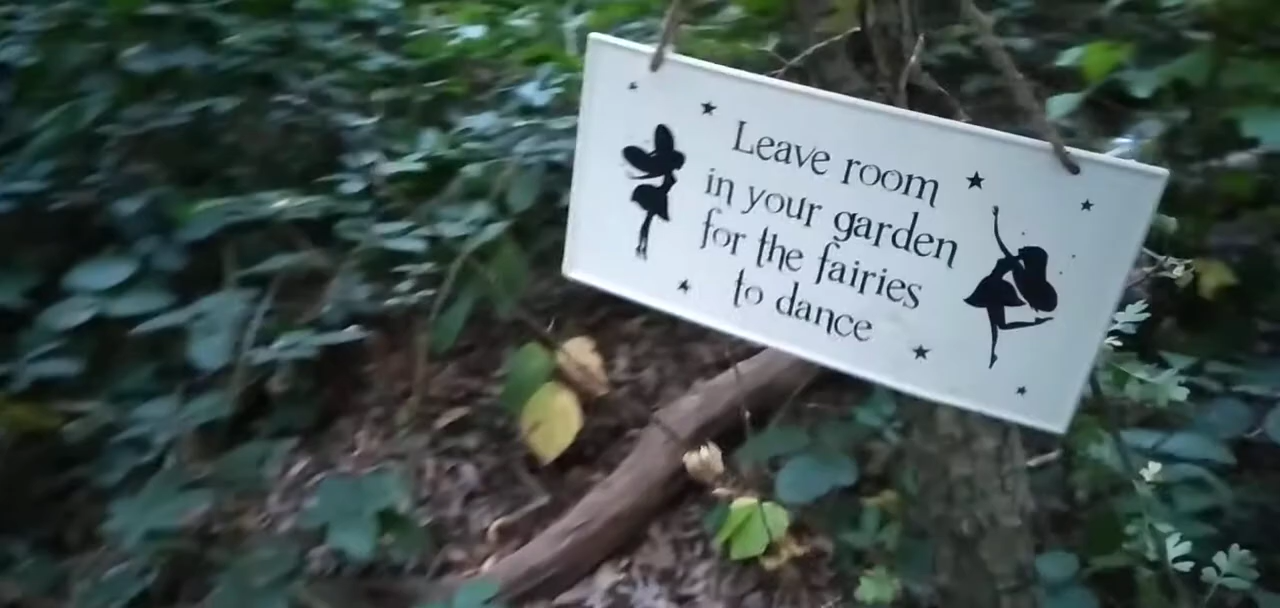 Leave room
in your garden
for the fairies
to dance